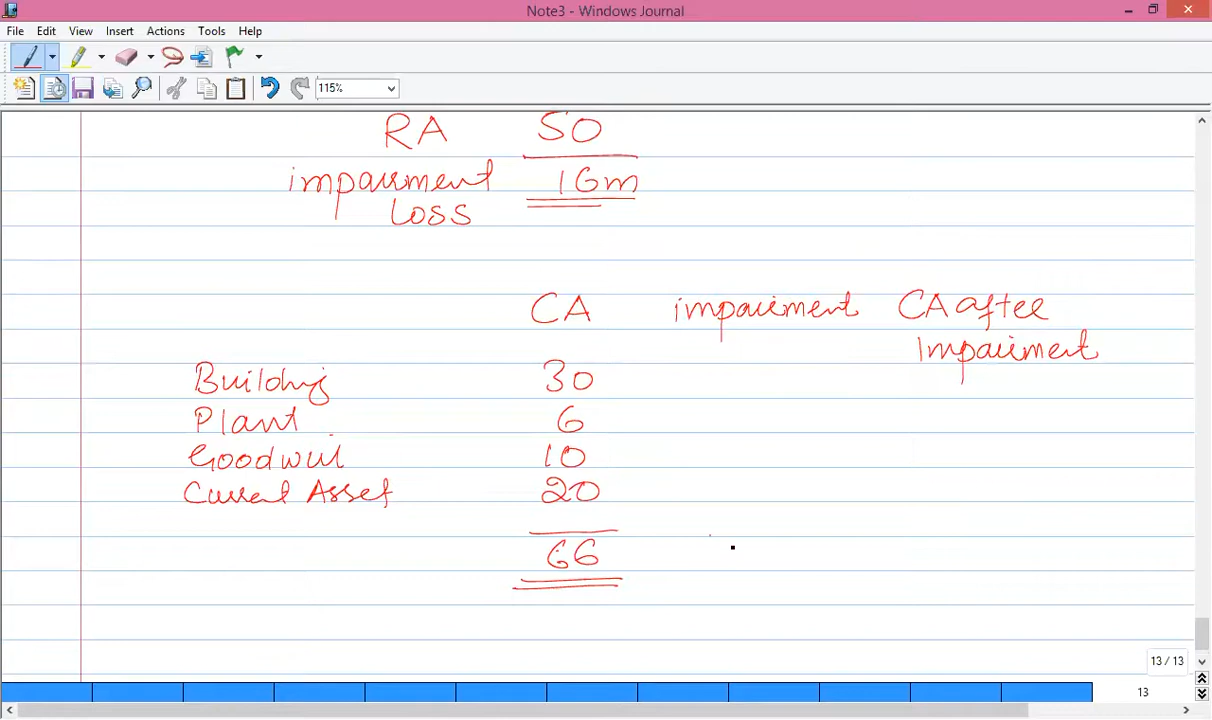 Note3 - Windows Journal
File Edit View Insert Actions Tools Help
115%
RA 50
impairment 16m
Loss
CA impairment CA after
Impairment
Building 30
Plant 6
Goodwill 10
Current Asset 20
66
13 / 13
13